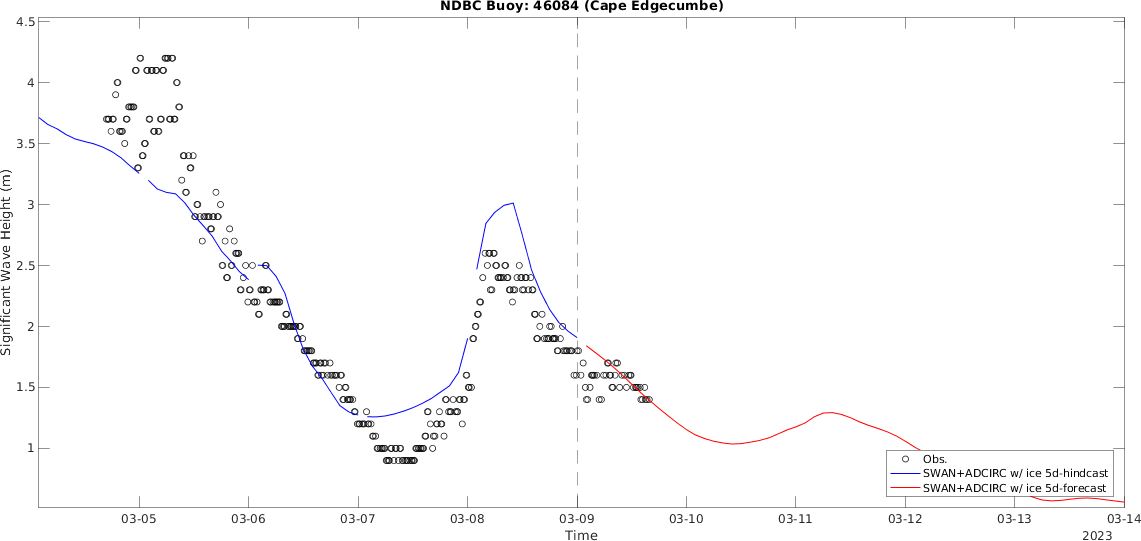 NDBC Buoy: 46084 (Cape Edgecumbe)
Significant Wave Height (m)
4.5
4
3.5
3
2.5
2
1.5
1
Obs.
SWAN+ADCIRC w/ ice 5d-hindcast
SWAN+ADCIRC w/ ice 5d-forecast
03-05 03-06 03-07 03-08 03-09 03-10 03-11 03-12 03-13 03-14
Time
2023